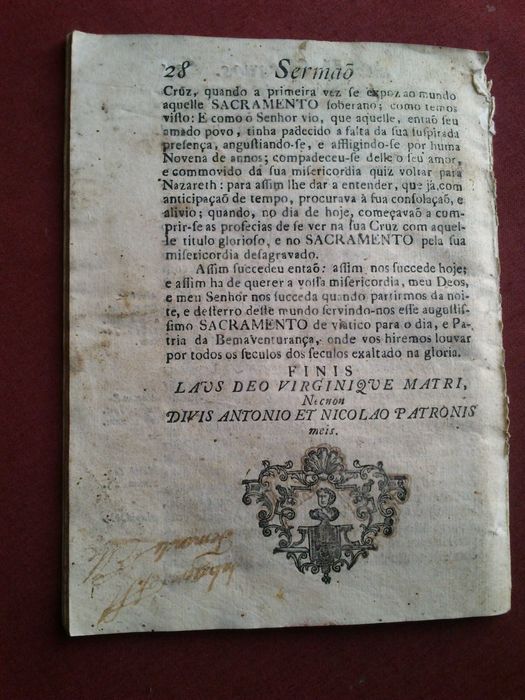 28 Sermaõ
Crũz, quando a primeira vez ſe expoz ao mundo
aquelle SACRAMENTO ſoberano; como temos
viſto: E como o Senhor vio, que aquelle, entaõ ſeu
amado povo, tinha padecido a falta da ſua ſuſpirada
preſença, anguſtiando-ſe, e affligindo-ſe por huma
Novena de annos; compadeceu-ſe delle o ſeu amor,
e commovido da ſua miſericordia quiz voltar para
Nazareth: para aſſim lhe dar a entender, que já com
anticipaçaõ de tempo, procurava à ſua conſolaçaõ, e
alivio; quando, no dia de hoje, começavaõ a cum-
prir-ſe as profecias de ſe ver na ſua Cruz com aquel-
le titulo glorioſo, e no SACRAMENTO pela ſua
miſericordia deſagravado.
Aſſim ſuccedeu entaõ: aſſim nos ſuccede hoje;
e aſſim ha de querer a voſſa miſericordia, meu Deos,
e meu Senhor nos ſucceda quando partirmos da noi-
te, e deſterro deſte mundo ſervindo-nos eſſe auguſtiſ-
ſimo SACRAMENTO de viatico para o dia, e Pa-
tria da BemaVenturança, onde vos hiremos louvar
por todos os ſeculos dos ſeculos exaltado na gloria.
FINIS
LAUS DEO VIRGINIQUE MATRI,
Necnon
DIVIS ANTONIO ET NICOLAO PATRONIS
meis.